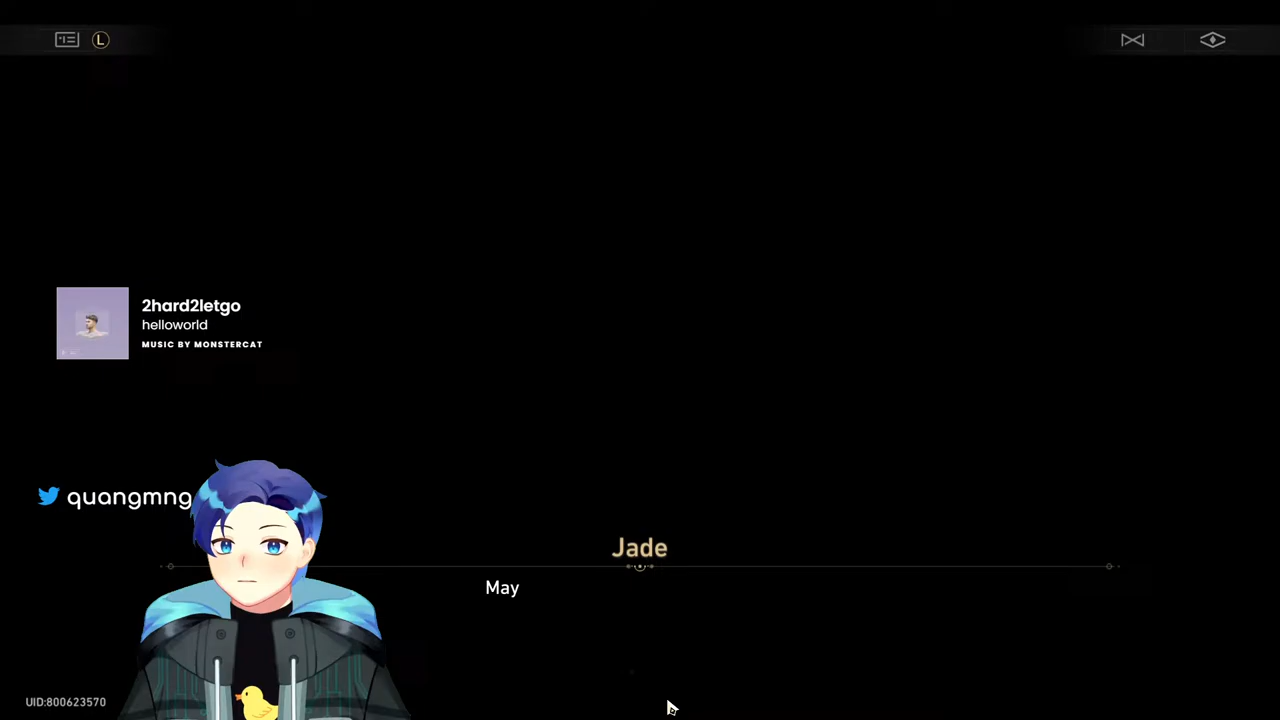 L
2hard2letgo
helloworld
MUSIC BY MONSTERCAT
quangmng
Jade
May
UID:800623570